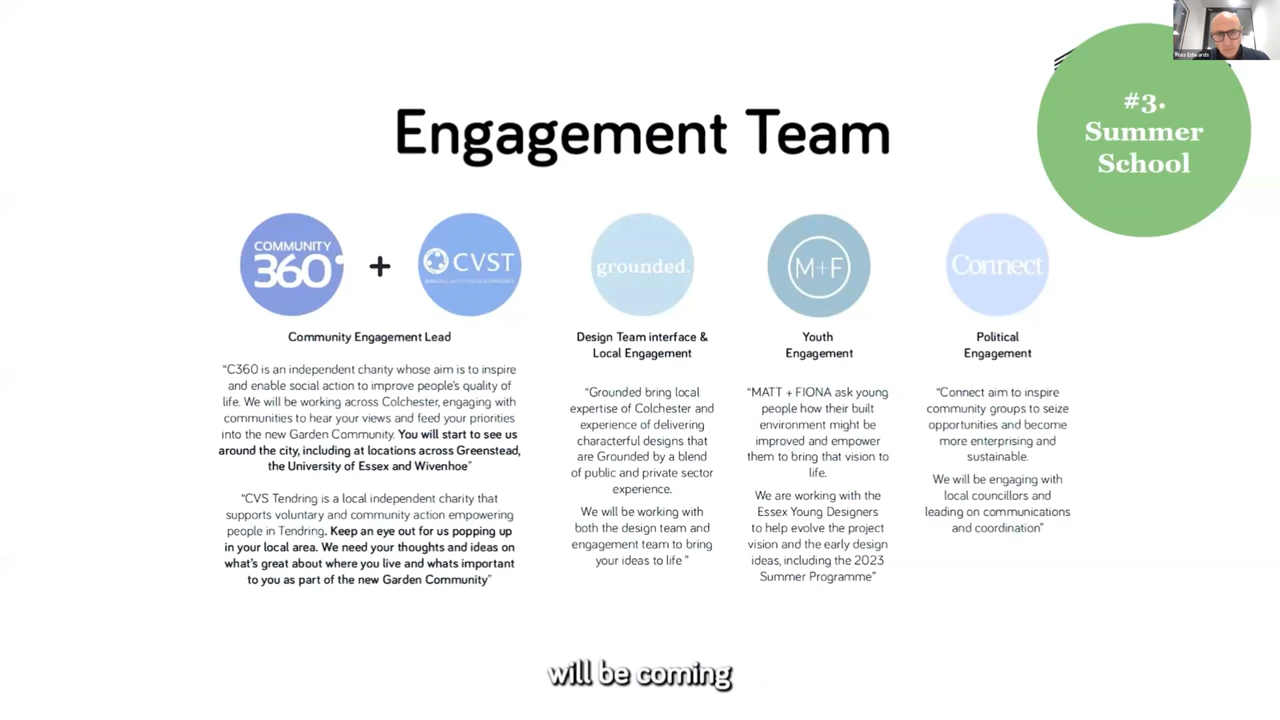 Russ Edwards
#3.
Summer
School
Engagement Team
COMMUNITY
360°
+
CVST
grounded.
M+F
Connect
Community Engagement Lead
"C360 is an independent charity whose aim is to inspire
and enable social action to improve people's quality of
life. We will be working across Colchester, engaging with
communities to hear your views and feed your priorities
into the new Garden Community. You will start to see us
around the city, including at locations across Greenstead,
the University of Essex and Wivenhoe"
"CVS Tendring is a local independent charity that
supports voluntary and community action empowering
people in Tendring. Keep an eye out for us popping up
in your local area. We need your thoughts and ideas on
what's great about where you live and whats important
to you as part of the new Garden Community"
Design Team interface &
Local Engagement
"Grounded bring local
expertise of Colchester and
experience of delivering
characterful designs that
are Grounded by a blend
of public and private sector
experience.
We will be working with
both the design team and
engagement team to bring
your ideas to life "
Youth
Engagement
"MATT + FIONA ask young
people how their built
environment might be
improved and empower
them to bring that vision to
life.
We are working with the
Essex Young Designers
to help evolve the project
vision and the early design
ideas, including the 2023
Summer Programme"
Political
Engagement
"Connect aim to inspire
community groups to seize
opportunities and become
more enterprising and
sustainable.
We will be engaging with
local councillors and
leading on communications
and coordination"
will be coming